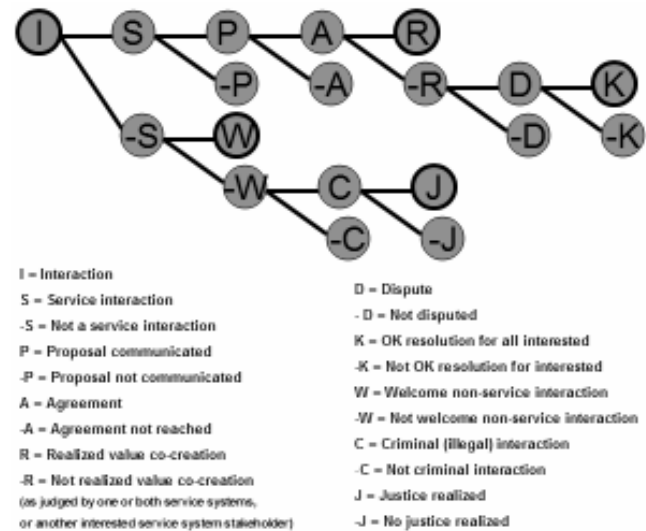 I S P A R
-P -A -R D K
-S W -D -K
-W C J
-C -J
I = Interaction
S = Service interaction
-S = Not a service interaction
P = Proposal communicated
-P = Proposal not communicated
A = Agreement
-A = Agreement not reached
R = Realized value co-creation
-R = Not realized value co-creation
(as judged by one or both service systems,
or another interested service system stakeholder)
D = Dispute
- D = Not disputed
K = OK resolution for all interested
-K = Not OK resolution for interested
W = Welcome non-service interaction
-W = Not welcome non-service interaction
C = Criminal (illegal) interaction
-C = Not criminal interaction
J = Justice realized
-J = No justice realized